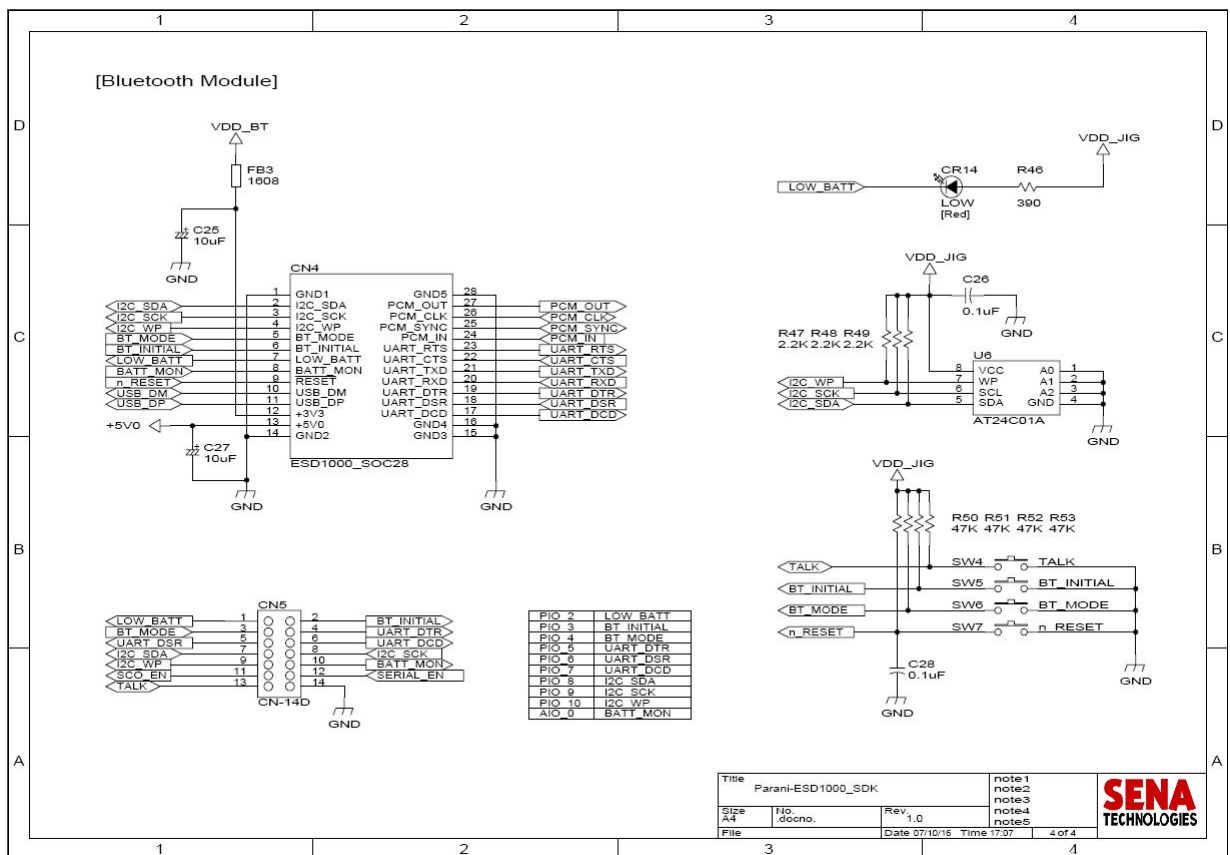 1 2 3 4
D
D
C
C
B
B
A
A
[Bluetooth Module]
VDD_BT
FB3
1608
C25
10uF
GND
CN4
1 GND1 GND5 28
I2C_SDA 2 I2C_SDA PCM_OUT 27 PCM_OUT
I2C_SCK 3 I2C_SCK PCM_CLK 26 PCM_CLK
I2C_WP 4 I2C_WP PCM_SYNC 25 PCM_SYNC
BT_MODE 5 BT_MODE PCM_IN 24 PCM_IN
BT_INITIAL 6 BT_INITIAL UART_RTS 23 UART_RTS
LOW_BATT 7 LOW_BATT UART_CTS 22 UART_CTS
BATT_MON 8 BATT_MON UART_TXD 21 UART_TXD
n_RESET 9 RESET UART_RXD 20 UART_RXD
USB_DM 10 USB_DM UART_DTR 19 UART_DTR
USB_DP 11 USB_DP UART_DSR 18 UART_DSR
12 +3V3 UART_DCD 17 UART_DCD
+5V0 13 +5V0 GND4 16
14 GND2 GND3 15
C27
10uF
ESD1000_SOC28
GND
GND
VDD_JIG
LOW_BATT
CR14
LOW
[Red]
R46
390
VDD_JIG
C26
0.1uF
GND
R47 R48 R49
2.2K 2.2K 2.2K
U6
8 VCC A0 1
I2C_WP 7 WP A1 2
I2C_SCK 6 SCL A2 3
I2C_SDA 5 SDA GND 4
AT24C01A
GND
VDD_JIG
R50 R51 R52 R53
47K 47K 47K 47K
TALK SW4 TALK
BT_INITIAL SW5 BT_INITIAL
BT_MODE SW6 BT_MODE
n_RESET SW7 n_RESET
C28
0.1uF
GND
GND
CN5
LOW_BATT 1 2 BT_INITIAL
BT_MODE 3 4 UART_DTR
UART_DSR 5 6 UART_DCD
I2C_SDA 7 8 I2C_SCK
I2C_WP 9 10 BATT_MON
SCO_EN 11 12 SERIAL_EN
TALK 13 14
CN-14D
GND
PIO_2 LOW_BATT
PIO_3 BT_INITIAL
PIO_4 BT_MODE
PIO_5 UART_DTR
PIO_6 UART_DSR
PIO_7 UART_DCD
PIO_8 I2C_SDA
PIO_9 I2C_SCK
PIO_10 I2C_WP
AIO_0 BATT_MON
Title
Parani-ESD1000_SDK
note1
note2
note3
note4
note5
Size
A4
No.
.docno.
Rev.
1.0
File
Date 07/10/16 Time 17:07 4 of 4
SENA
TECHNOLOGIES
1 2 3 4